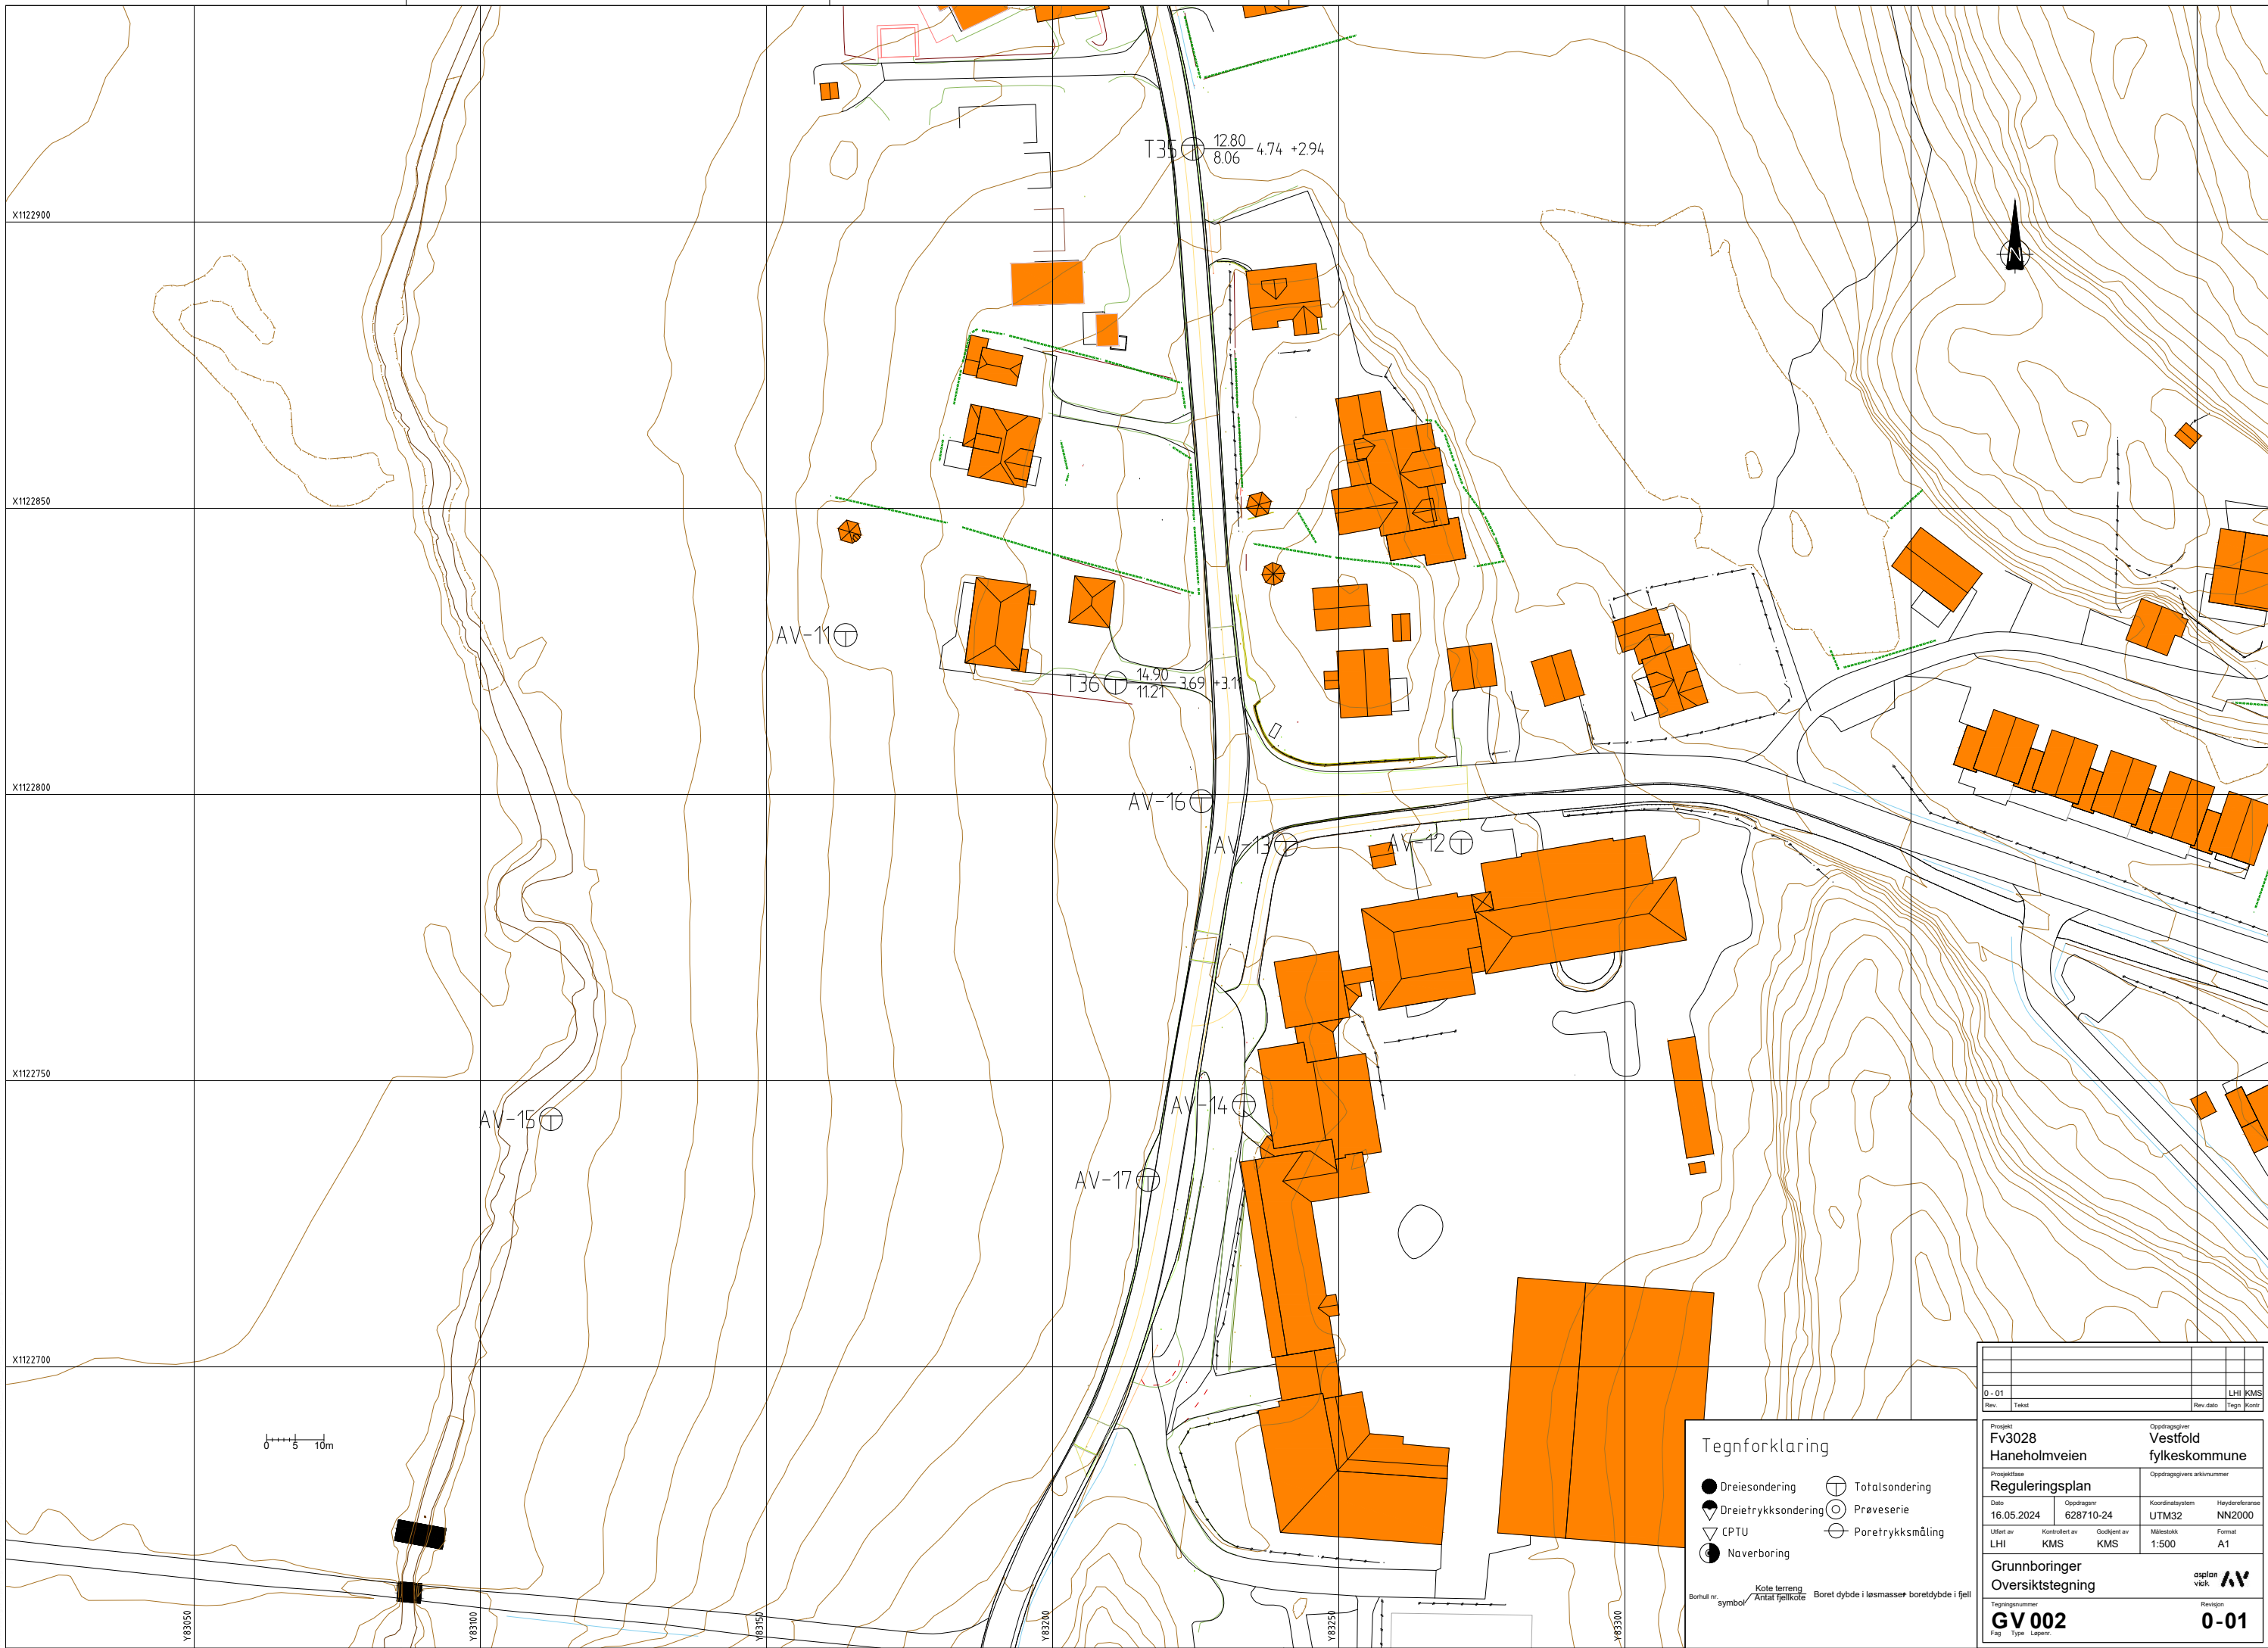 T35 12.80 4.74 +2.94
8.06
X1122900
N
X1122850
AV-11
T36 14.90 3.69 +3.11
11.21
X1122800
AV-16
AV-13
AV-12
X1122750
AV-14
AV-15
AV-17
X1122700
0 5 10m
Y83050
Y83100
Y83150
Y83200
Y83250
Y83300
Tegnforklaring
Dreiesondering
Totalsondering
Dreietrykksondering
Prøveserie
CPTU
Poretrykksmåling
Naverboring
Borhull nr. symbol Kote terreng Boret dybde i løsmasser+ boretdybde i fjell
Antatt fjellkote
0 - 01 LHI KMS
Rev. Tekst Rev.dato Tegn Kontr
Prosjekt Oppdragsgiver
Fv3028 Vestfold
Haneholmveien fylkeskommune
Prosjektfase Oppdragsgivers arkivnummer
Reguleringsplan
Dato Oppdragsnr Koordinatsystem Høydereferanse
16.05.2024 628710-24 UTM32 NN2000
Utført av Kontrollert av Godkjent av Målestokk Format
LHI KMS KMS 1:500 A1
Grunnboringer
Oversiktstegning
asplan
viak
Tegningsnummer Revisjon
GV 002 0-01
Fag Type Løpenr.